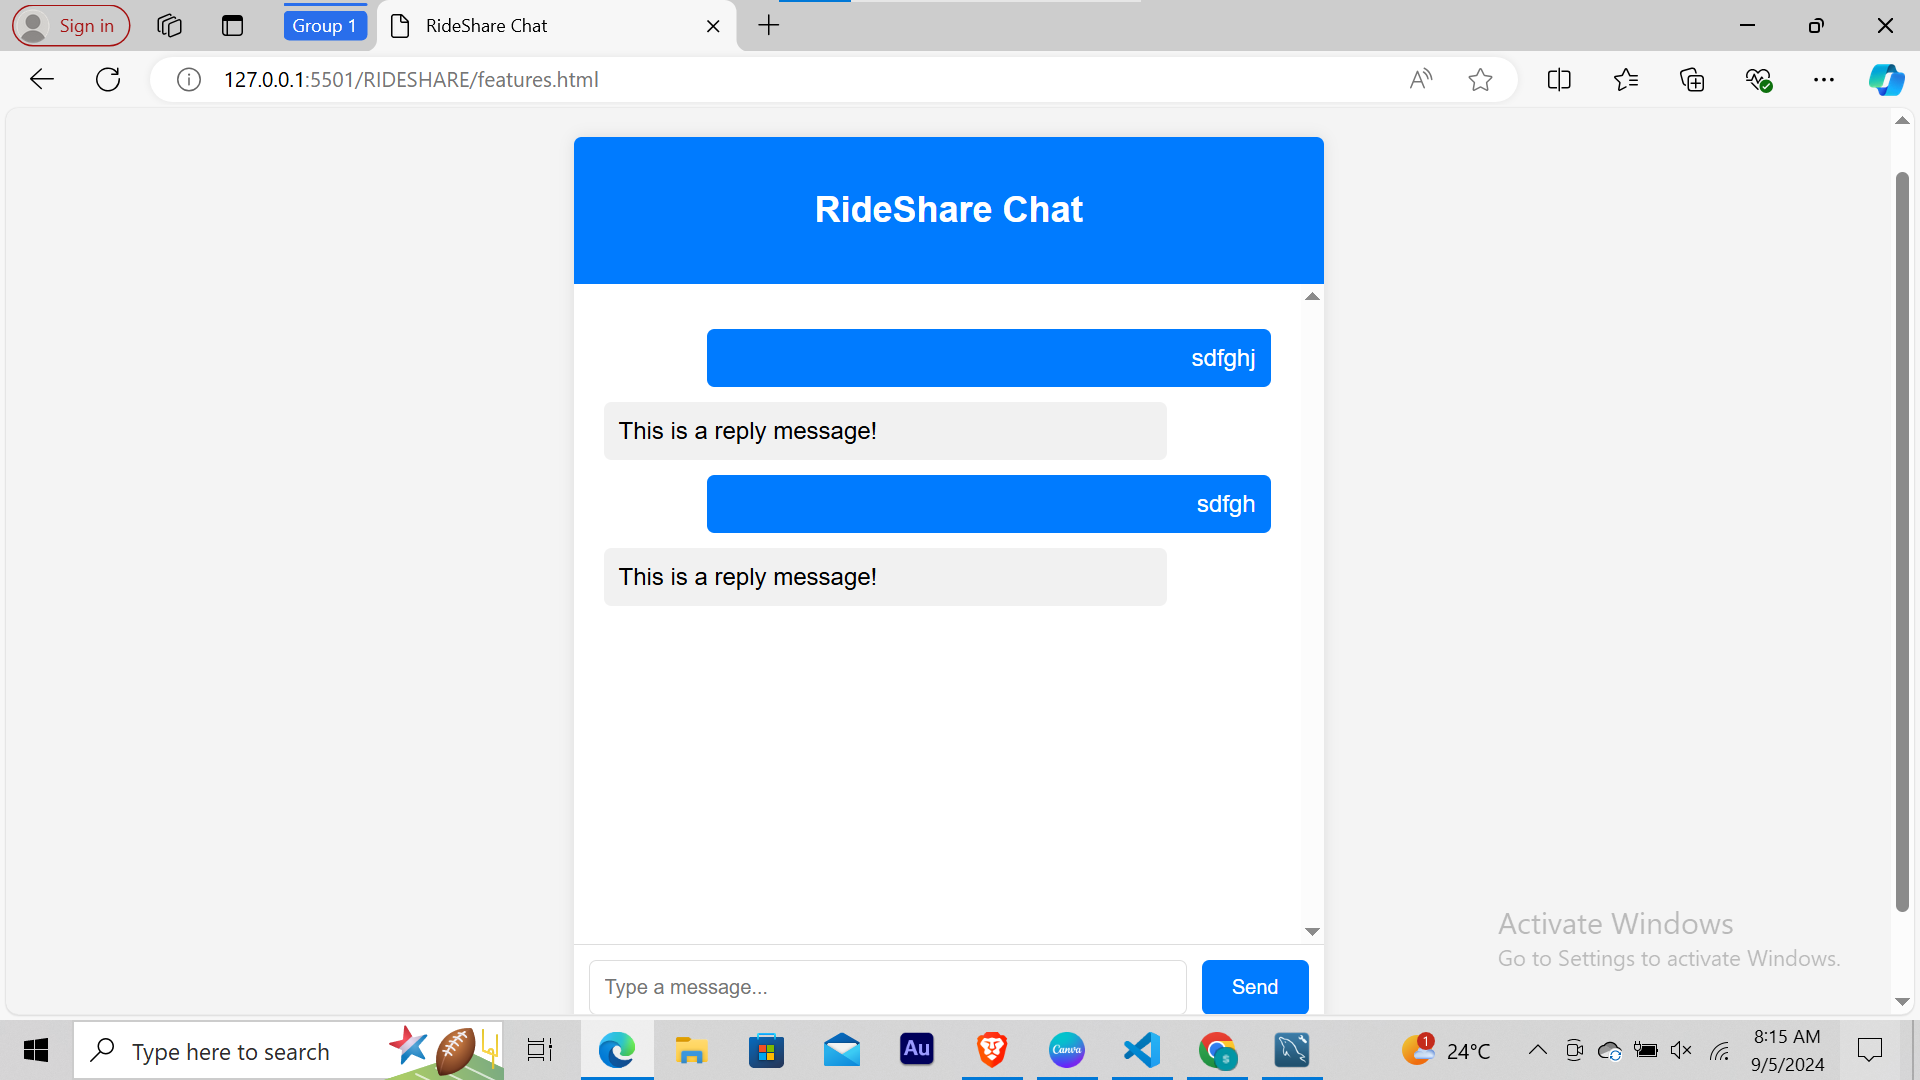 Sign in
Group 1
RideShare Chat
127.0.0.1:5501/RIDESHARE/features.html
RideShare Chat
sdfghj
This is a reply message!
sdfgh
This is a reply message!
Activate Windows
Go to Settings to activate Windows.
Type a message...
Send
Type here to search
Au
Canva
S
1
24°C
8:15 AM
9/5/2024